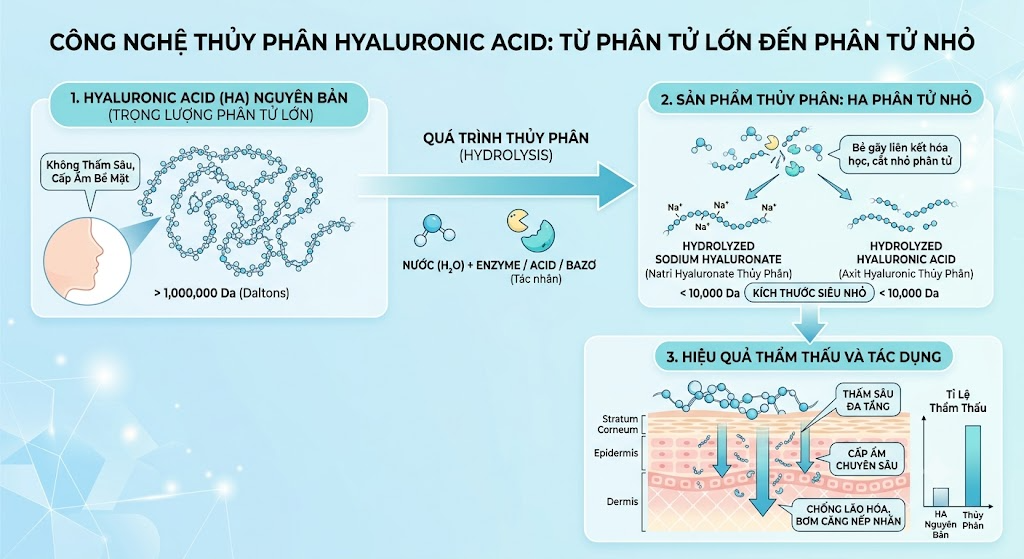 CÔNG NGHỆ THỦY PHÂN HYALURONIC ACID: TỪ PHÂN TỬ LỚN ĐẾN PHÂN TỬ NHỎ
1. HYALURONIC ACID (HA) NGUYÊN BẢN
(TRỌNG LƯỢNG PHÂN TỬ LỚN)
Không Thấm Sâu,
Cấp Ẩm Bề Mặt
> 1,000,000 Da (Daltons)
QUÁ TRÌNH THỦY PHÂN
(HYDROLYSIS)
NƯỚC (H₂O) + ENZYME / ACID / BAZƠ
(Tác nhân)
2. SẢN PHẨM THỦY PHÂN: HA PHÂN TỬ NHỎ
Bẻ gãy liên kết hóa
học, cắt nhỏ phân tử
Na⁺
Na⁺
Na⁺
Na⁺
HYDROLYZED
SODIUM HYALURONATE
(Natri Hyaluronate Thủy Phân)
HYDROLYZED
HYALURONIC ACID
(Axit Hyaluronic Thủy Phân)
< 10,000 Da
KÍCH THƯỚC SIÊU NHỎ
< 10,000 Da
3. HIỆU QUẢ THẨM THẤU VÀ TÁC DỤNG
Stratum
Corneum
Epidermis
Dermis
THẤM SÂU
ĐA TẦNG
CẤP ẨM
CHUYÊN SÂU
CHỐNG LÃO HÓA,
BƠM CĂNG NẾP NHĂN
Tỉ Lệ
Thẩm Thấu
HA
Nguyên
Bản
Thủy
Phân